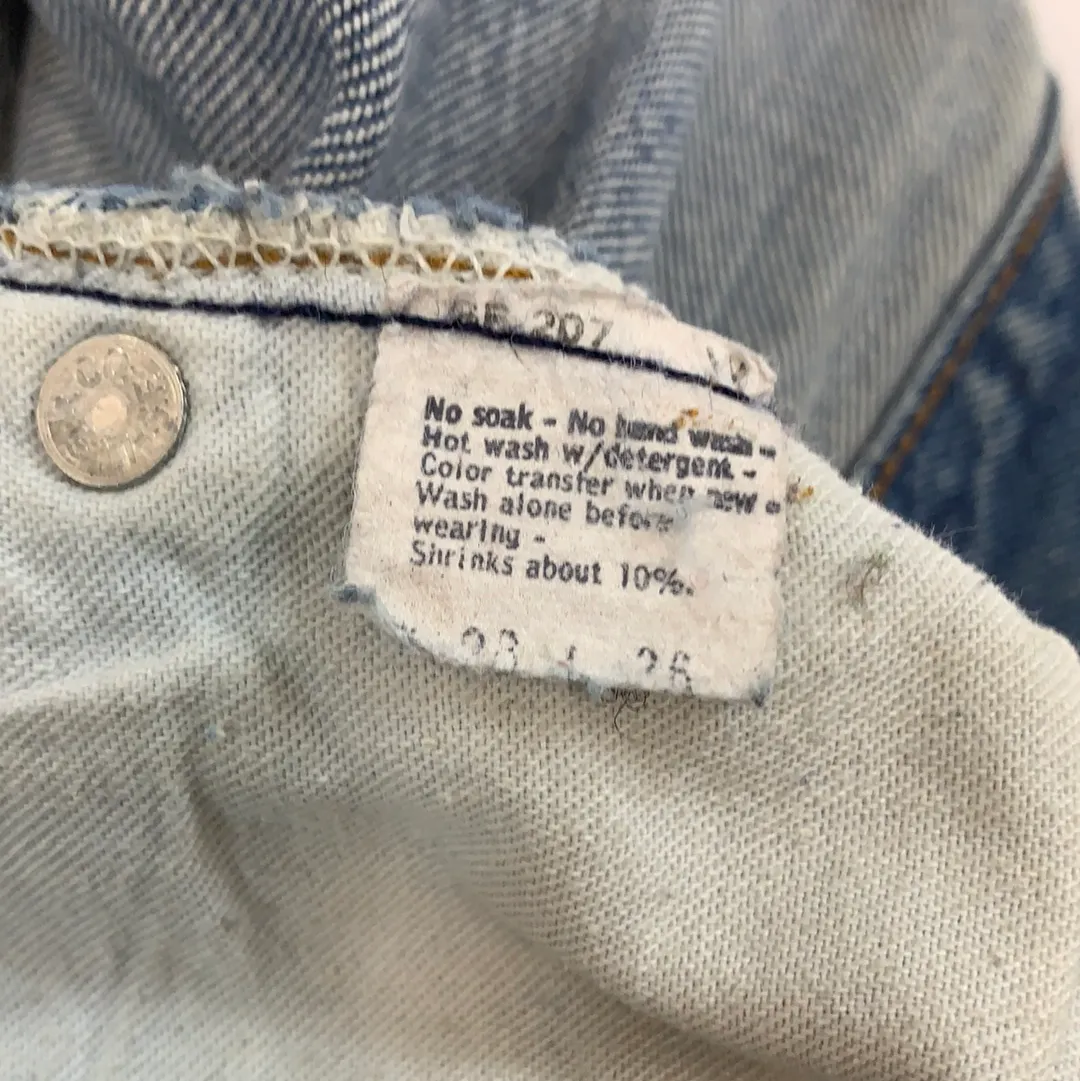 207
No soak - No hand wash -
Hot wash w/detergent. -
Color transfer when new -
Wash alone before
wearing -
Shrinks about 10%.